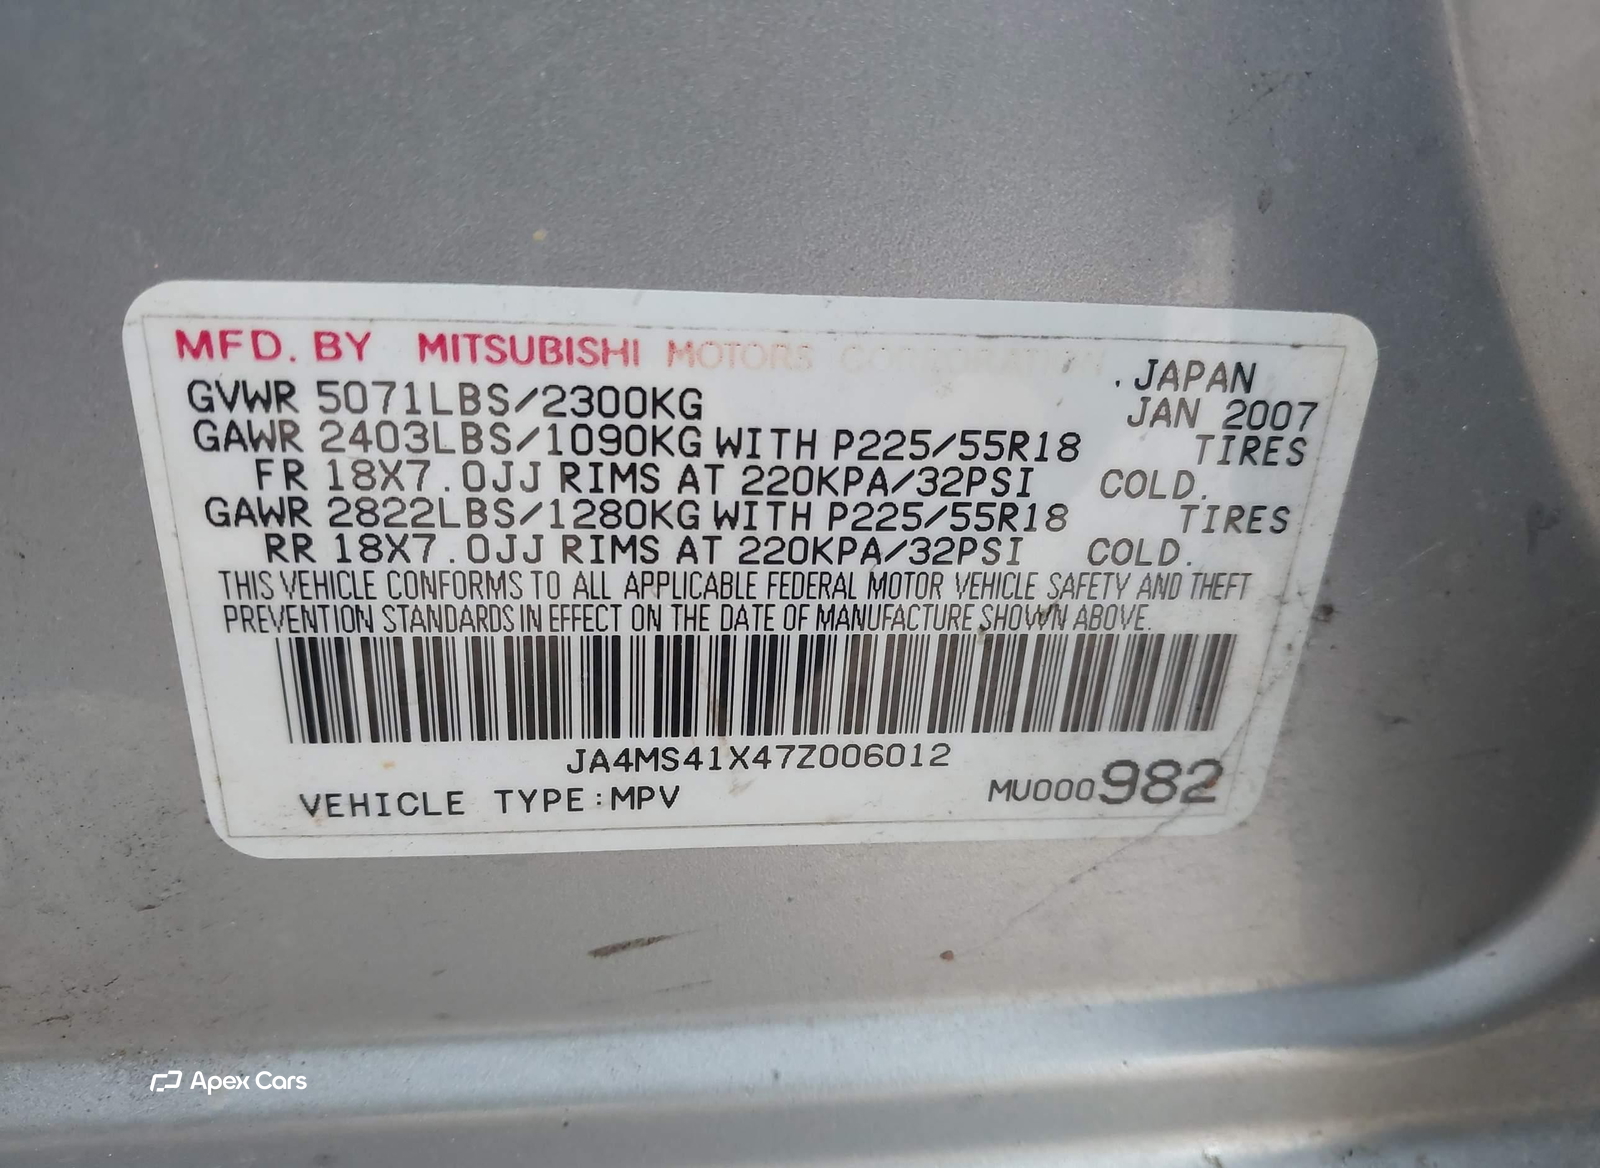 MFD. BY MITSUBISHI MOTORS CORPORATION. JAPAN
GVWR 5071LBS/2300KG JAN 2007
GAWR 2403LBS/1090KG WITH P225/55R18 TIRES
FR 18X7.0JJ RIMS AT 220KPA/32PSI COLD.
GAWR 2822LBS/1280KG WITH P225/55R18 TIRES
RR 18X7.0JJ RIMS AT 220KPA/32PSI COLD.
THIS VEHICLE CONFORMS TO ALL APPLICABLE FEDERAL MOTOR VEHICLE SAFETY AND THEFT
PREVENTION STANDARDS IN EFFECT ON THE DATE OF MANUFACTURE SHOWN ABOVE.
JA4MS41X47Z006012
VEHICLE TYPE:MPV MU000982
Apex Cars